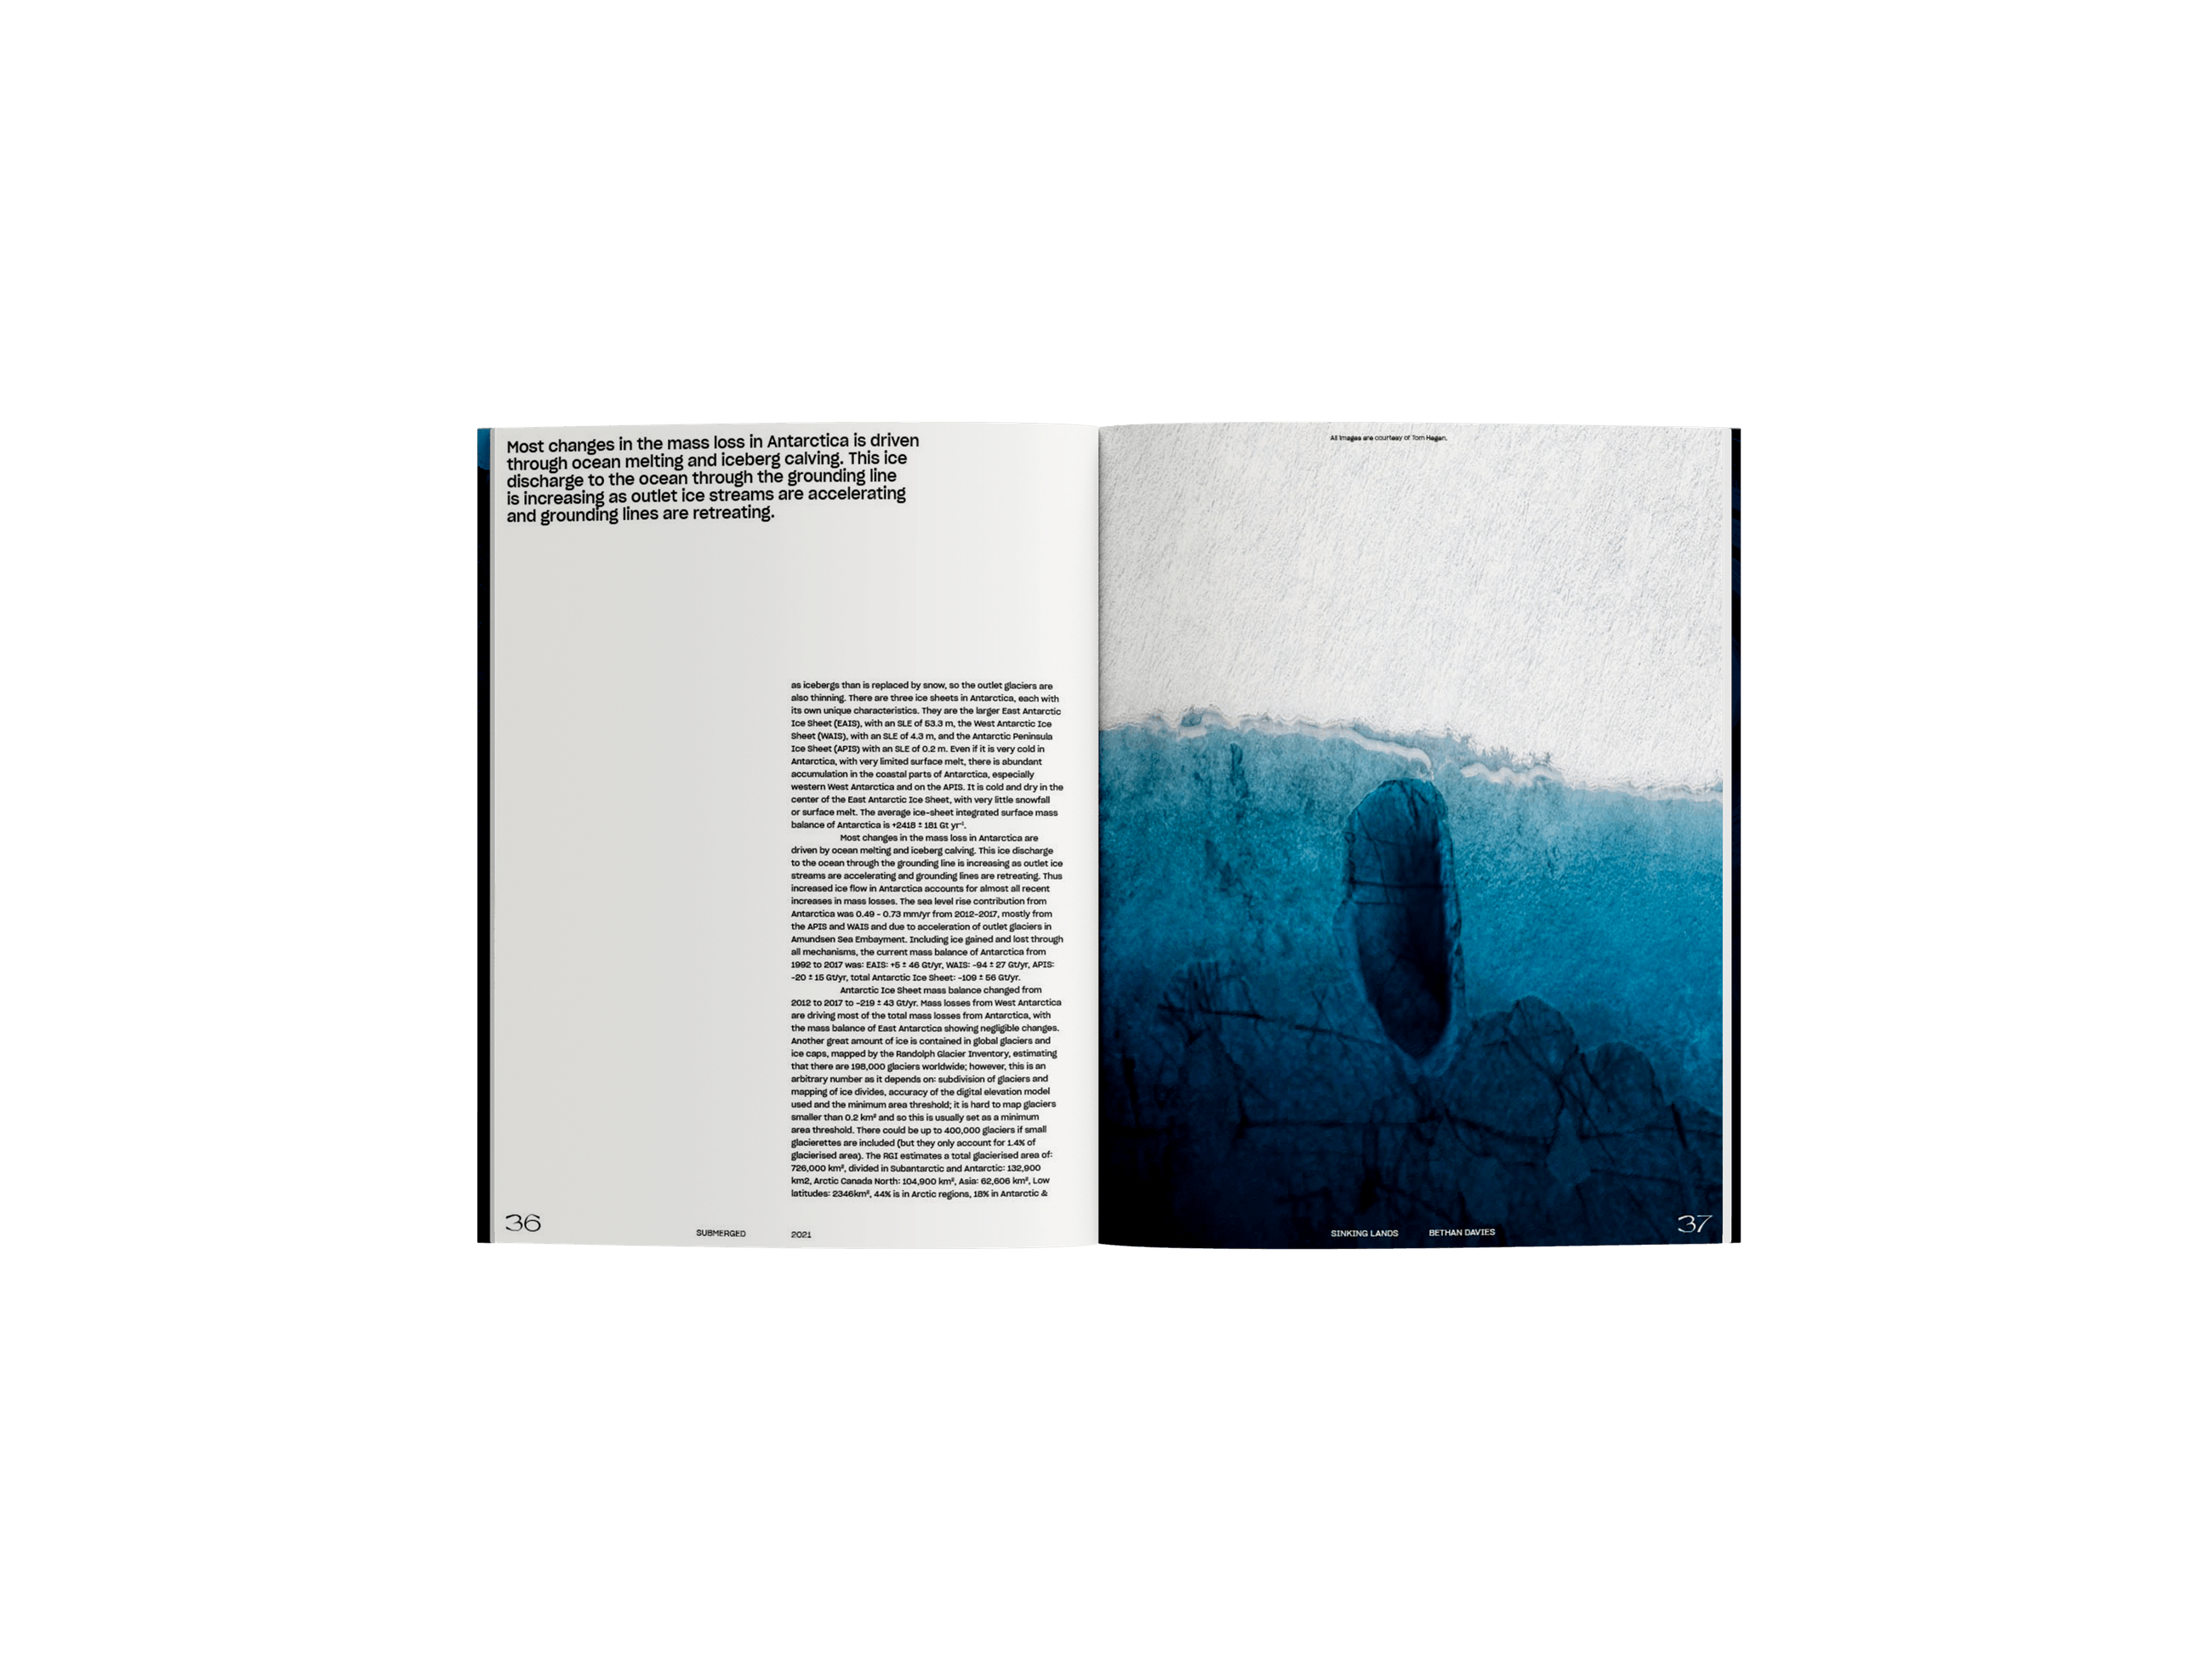 Most changes in the mass loss in Antarctica is driven
through ocean melting and iceberg calving. This ice
discharge to the ocean through the grounding line
is increasing as outlet ice streams are accelerating
and grounding lines are retreating.
as icebergs than is replaced by snow, so the outlet glaciers are
also thinning. There are three ice sheets in Antarctica, each with
its own unique characteristics. They are the larger East Antarctic
Ice Sheet (EAIS), with an SLE of 53.3 m, the West Antarctic Ice
Sheet (WAIS), with an SLE of 4.3 m, and the Antarctic Peninsula
Ice Sheet (APIS) with an SLE of 0.2 m. Even if it is very cold in
Antarctica, with very limited surface melt, there is abundant
accumulation in the coastal parts of Antarctica, especially
western West Antarctica and on the APIS. It is cold and dry in the
center of the East Antarctic Ice Sheet, with very little snowfall
or surface melt. The average ice-sheet integrated surface mass
balance of Antarctica is +2418 ± 181 Gt yr⁻¹.
Most changes in the mass loss in Antarctica are
driven by ocean melting and iceberg calving. This ice discharge
to the ocean through the grounding line is increasing as outlet ice
streams are accelerating and grounding lines are retreating. Thus
increased ice flow in Antarctica accounts for almost all recent
increases in mass losses. The sea level rise contribution from
Antarctica was 0.49 - 0.73 mm/yr from 2012-2017, mostly from
the APIS and WAIS and due to acceleration of outlet glaciers in
Amundsen Sea Embayment. Including ice gained and lost through
all mechanisms, the current mass balance of Antarctica from
1992 to 2017 was: EAIS: +5 ± 46 Gt/yr, WAIS: -94 ± 27 Gt/yr, APIS:
-20 ± 15 Gt/yr, total Antarctic Ice Sheet: -109 ± 56 Gt/yr.
Antarctic Ice Sheet mass balance changed from
2012 to 2017 to -219 ± 43 Gt/yr. Mass losses from West Antarctica
are driving most of the total mass losses from Antarctica, with
the mass balance of East Antarctica showing negligible changes.
Another great amount of ice is contained in global glaciers and
ice caps, mapped by the Randolph Glacier Inventory, estimating
that there are 198,000 glaciers worldwide; however, this is an
arbitrary number as it depends on: subdivision of glaciers and
mapping of ice divides, accuracy of the digital elevation model
used and the minimum area threshold; it is hard to map glaciers
smaller than 0.2 km² and so this is usually set as a minimum
area threshold. There could be up to 400,000 glaciers if small
glacierettes are included (but they only account for 1.4% of
glacierised area). The RGI estimates a total glacierised area of:
726,000 km², divided in Subantarctic and Antarctic: 132,900
km2, Arctic Canada North: 104,900 km², Asia: 62,606 km², Low
latitudes: 2346km², 44% is in Arctic regions, 18% in Antarctic &
36
SUBMERGED 2021
All images are courtesy of Tom Hegen.
SINKING LANDS BETHAN DAVIES
37